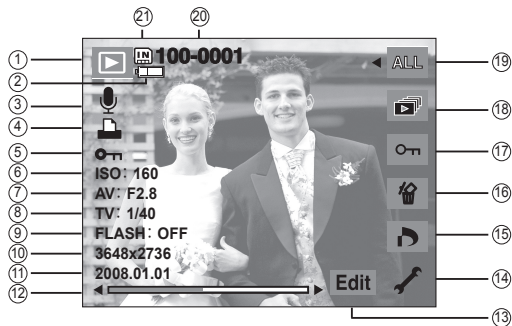 21 20
1 IN 100-0001 ALL 19
2
3 18
4
5 17
6 ISO: 160
7 AV: F2.8 16
8 TV: 1/40
9 FLASH: OFF 15
10 3648x2736
11 2008.01.01 14
12 Edit
13